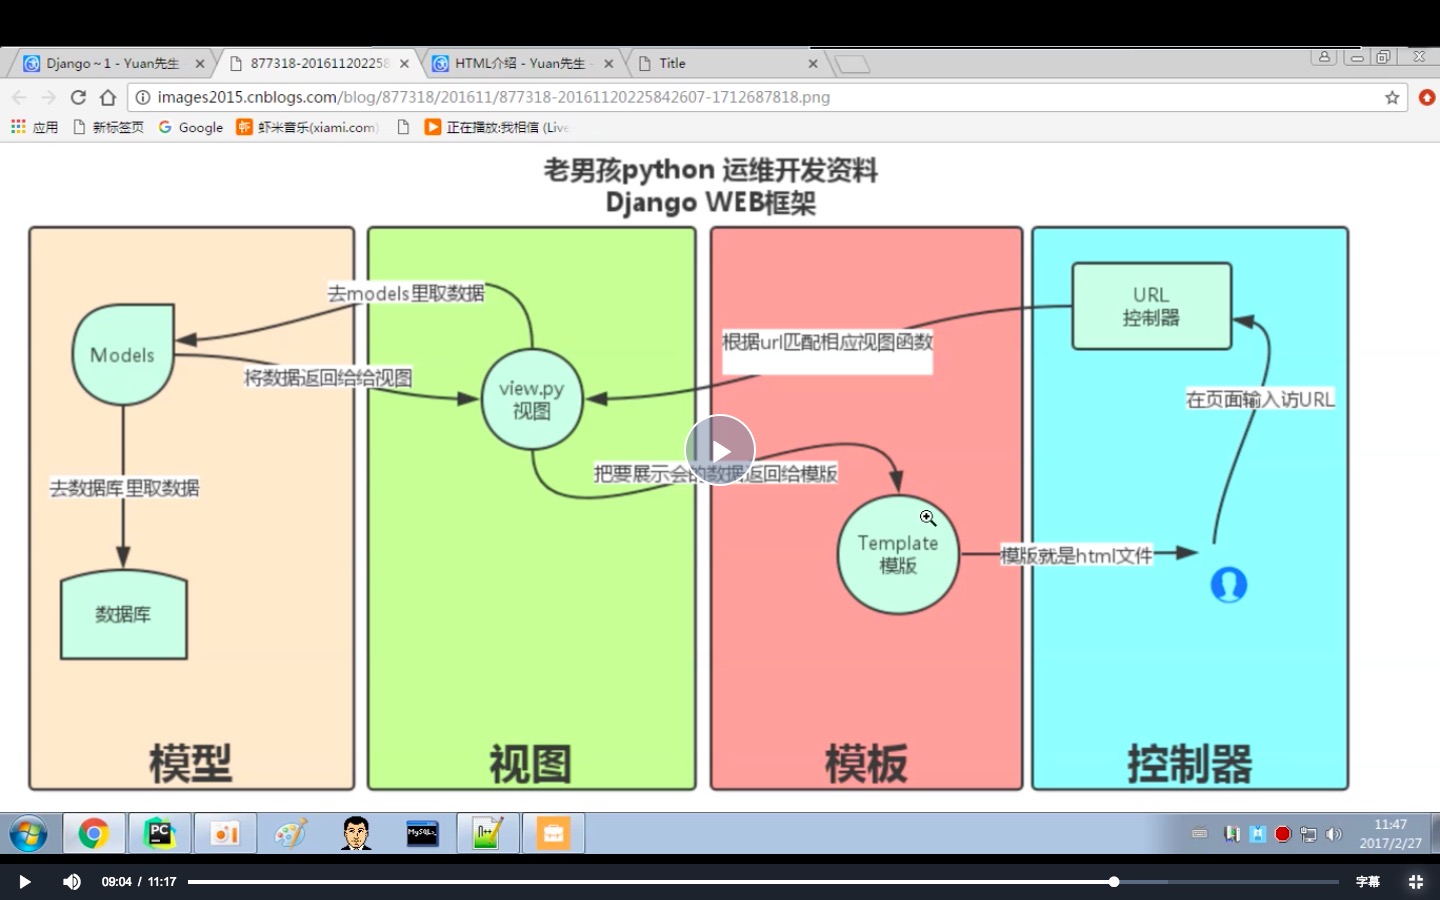 Django～1 - Yuan先生
877318-201611202258
HTML介绍 - Yuan先生 -
Title
images2015.cnblogs.com/blog/877318/201611/877318-20161120225842607-1712687818.png
应用
新标签页
Google
虾米音乐(xiami.com)
正在播放:我相信 (Live
老男孩python 运维开发资料
Django WEB框架
去models里取数据
URL
控制器
根据url匹配相应视图函数
Models
将数据返回给给视图
view.py
视图
在页面输入访URL
把要展示会的数据返回给模版
去数据库里取数据
Template
模版
模版就是html文件
数据库
模型
视图
模板
控制器
PC
MySQL
N++
11:47
2017/2/27
09:04 / 11:17
字幕